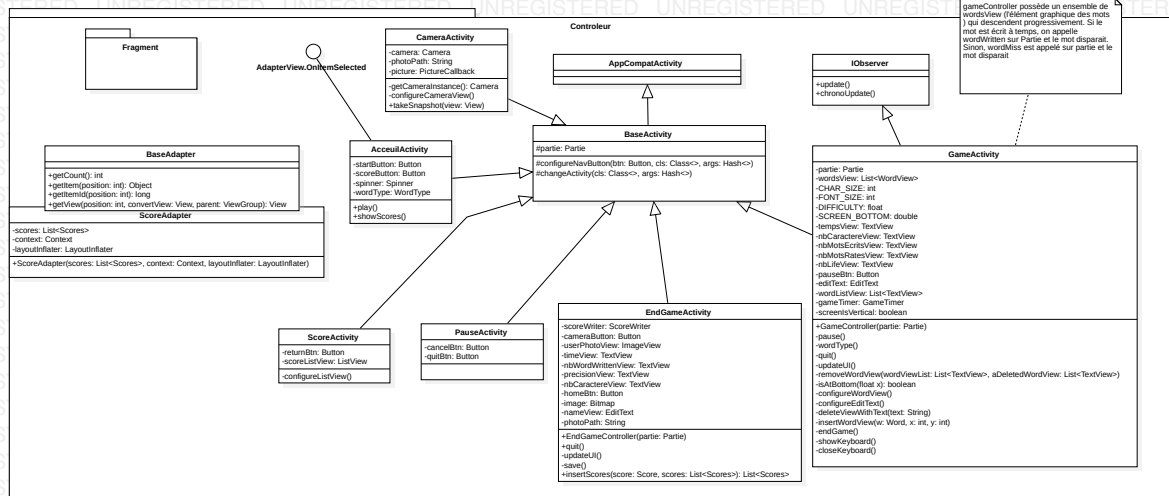 UNREGISTERED UNREGISTERED UNREGISTERED
Controleur
gameController possède un ensemble de
wordsView (l'élément graphique des mots
) qui descendent progressivement. Si le
mot est écrit à temps, on appelle
wordWritten sur Partie et le mot disparait.
Sinon, wordMiss est appelé sur partie et le
mot disparait
Fragment
AdapterView.OnItemSelected
CameraActivity
-camera: Camera
-photoPath: String
-picture: PictureCallback
-getCameraInstance(): Camera
-configureCameraView()
+takeSnapshot(view: View)
AppCompatActivity
IObserver
+update()
+chronoUpdate()
BaseActivity
#partie: Partie
#configureNavButton(btn: Button, cls: Class<>, args: Hash<>)
#changeActivity(cls: Class<>, args: Hash<>)
AcceuilActivity
-startButton: Button
-scoreButton: Button
-spinner: Spinner
-wordType: WordType
+play()
+showScores()
BaseAdapter
+getCount(): int
+getItem(position: int): Object
+getItemId(position: int): long
+getView(position: int, convertView: View, parent: ViewGroup): View
ScoreAdapter
-scores: List<Scores>
-context: Context
-layoutInflater: LayoutInflater
+ScoreAdapter(scores: List<Scores>, context: Context, layoutInflater: LayoutInflater)
GameActivity
-partie: Partie
-wordsView: List<WordView>
-CHAR_SIZE: int
-FONT_SIZE: int
-DIFFICULTY: float
-SCREEN_BOTTOM: double
-tempsView: TextView
-nbCaractereView: TextView
-nbMotsEcritsView: TextView
-nbMotsRatesView: TextView
-nbLifeView: TextView
-pauseBtn: Button
-editText: EditText
-wordListView: List<TextView>
-gameTimer: GameTimer
-screenIsVertical: boolean
+GameController(partie: Partie)
-pause()
-wordType()
-quit()
-updateUI()
-removeWordView(wordViewList: List<TextView>, aDeletedWordView: List<TextView>)
-isAtBottom(float x): boolean
-configureWordView()
-configureEditText()
-deleteViewWithText(text: String)
-insertWordView(w: Word, x: int, y: int)
-endGame()
-showKeyboard()
-closeKeyboard()
ScoreActivity
-returnBtn: Button
-scoreListView: ListView
-configureListView()
PauseActivity
-cancelBtn: Button
-quitBtn: Button
EndGameActivity
-scoreWriter: ScoreWriter
-cameraButton: Button
-userPhotoView: ImageView
-timeView: TextView
-nbWordWrittenView: TextView
-precisionView: TextView
-nbCaractereView: TextView
-homeBtn: Button
-image: Bitmap
-nameView: EditText
-photoPath: String
+EndGameController(partie: Partie)
+quit()
-updateUI()
-save()
+insertScores(score: Score, scores: List<Scores>): List<Scores>